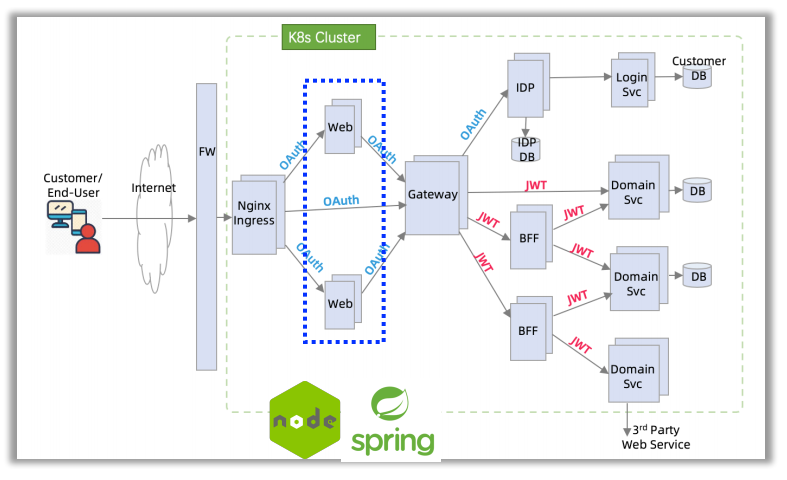 K8s Cluster
Customer
DB
Login
Svc
IDP
IDP
DB
OAuth
FW
Web
OAuth
OAuth
Customer/
End-User
Internet
Nginx
Ingress
OAuth
Gateway
JWT
Domain
Svc
DB
JWT
JWT
BFF
JWT
OAuth
OAuth
JWT
Domain
Svc
DB
Web
JWT
BFF
JWT
Domain
Svc
node
spring
3rd Party
Web Service